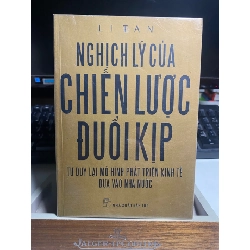 LI TAN
NGHỊCH LÝ CỦA
CHIẾN LƯỢC
ĐUỔI KỊP
TƯ DUY LẠI MÔ HÌNH PHÁT TRIỂN KINH TẾ
DỰA VÀO NHÀ NƯỚC